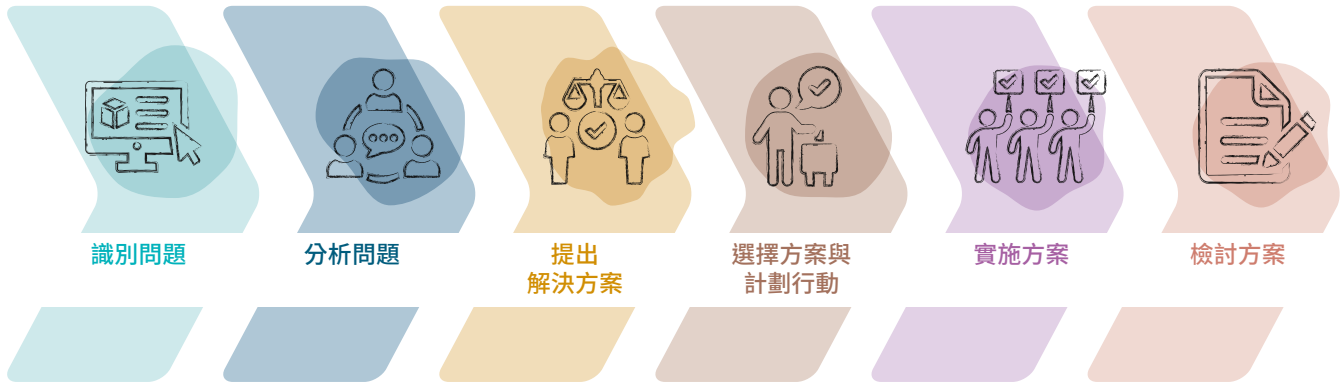 識別問題
分析問題
提出
解決方案
選擇方案與
計劃行動
實施方案
檢討方案